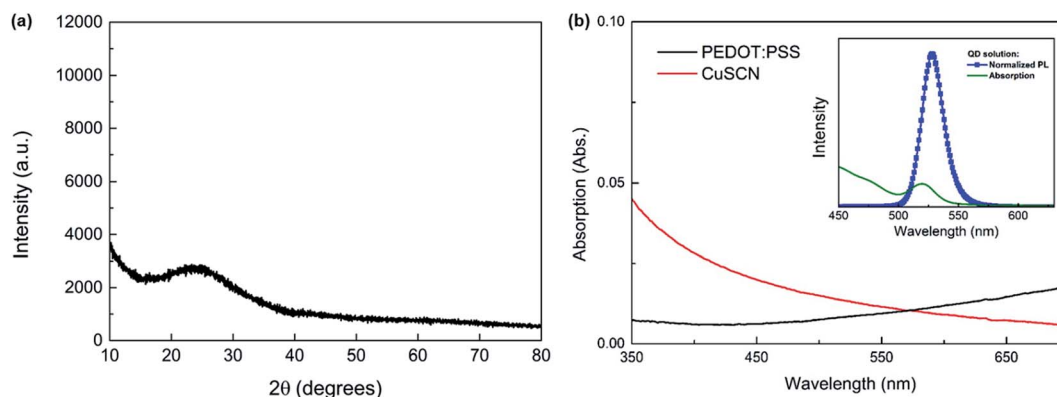 (a)
12000
10000
8000
6000
4000
2000
0
Intensity (a.u.)
10 20 30 40 50 60 70 80
2θ (degrees)
(b)
0.10
0.05
0.00
Absorption (Abs.)
PEDOT:PSS
CuSCN
350 450 550 650
Wavelength (nm)
QD solution:
Normalized PL
Absorption
Intensity
450 500 550 600
Wavelength (nm)